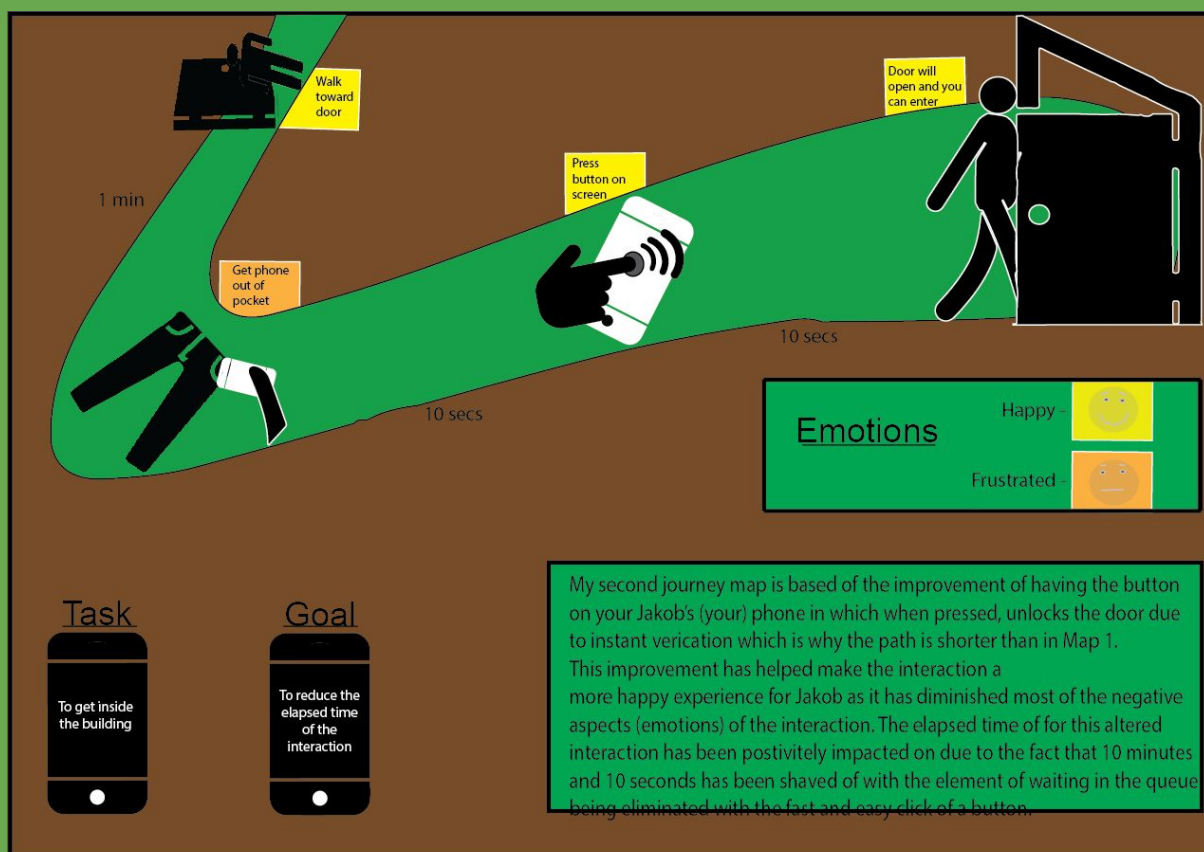 Walk
toward
door
Door will
open and you
can enter
Press
button on
screen
1 min
Get phone
out of
pocket
10 secs
10 secs
Emotions
Happy -
Frustrated -
Task
To get inside
the building
Goal
To reduce the
elapsed time
of the
interaction
My second journey map is based of the improvement of having the button
on your Jakob's (your) phone in which when pressed, unlocks the door due
to instant verication which is why the path is shorter than in Map 1.
This improvement has helped make the interaction a
more happy experience for Jakob as it has diminished most of the negative
aspects (emotions) of the interaction. The elapsed time of for this altered
interaction has been postivitely impacted on due to the fact that 10 minutes
and 10 seconds has been shaved of with the element of waiting in the queue
being eliminated with the fast and easy click of a button.